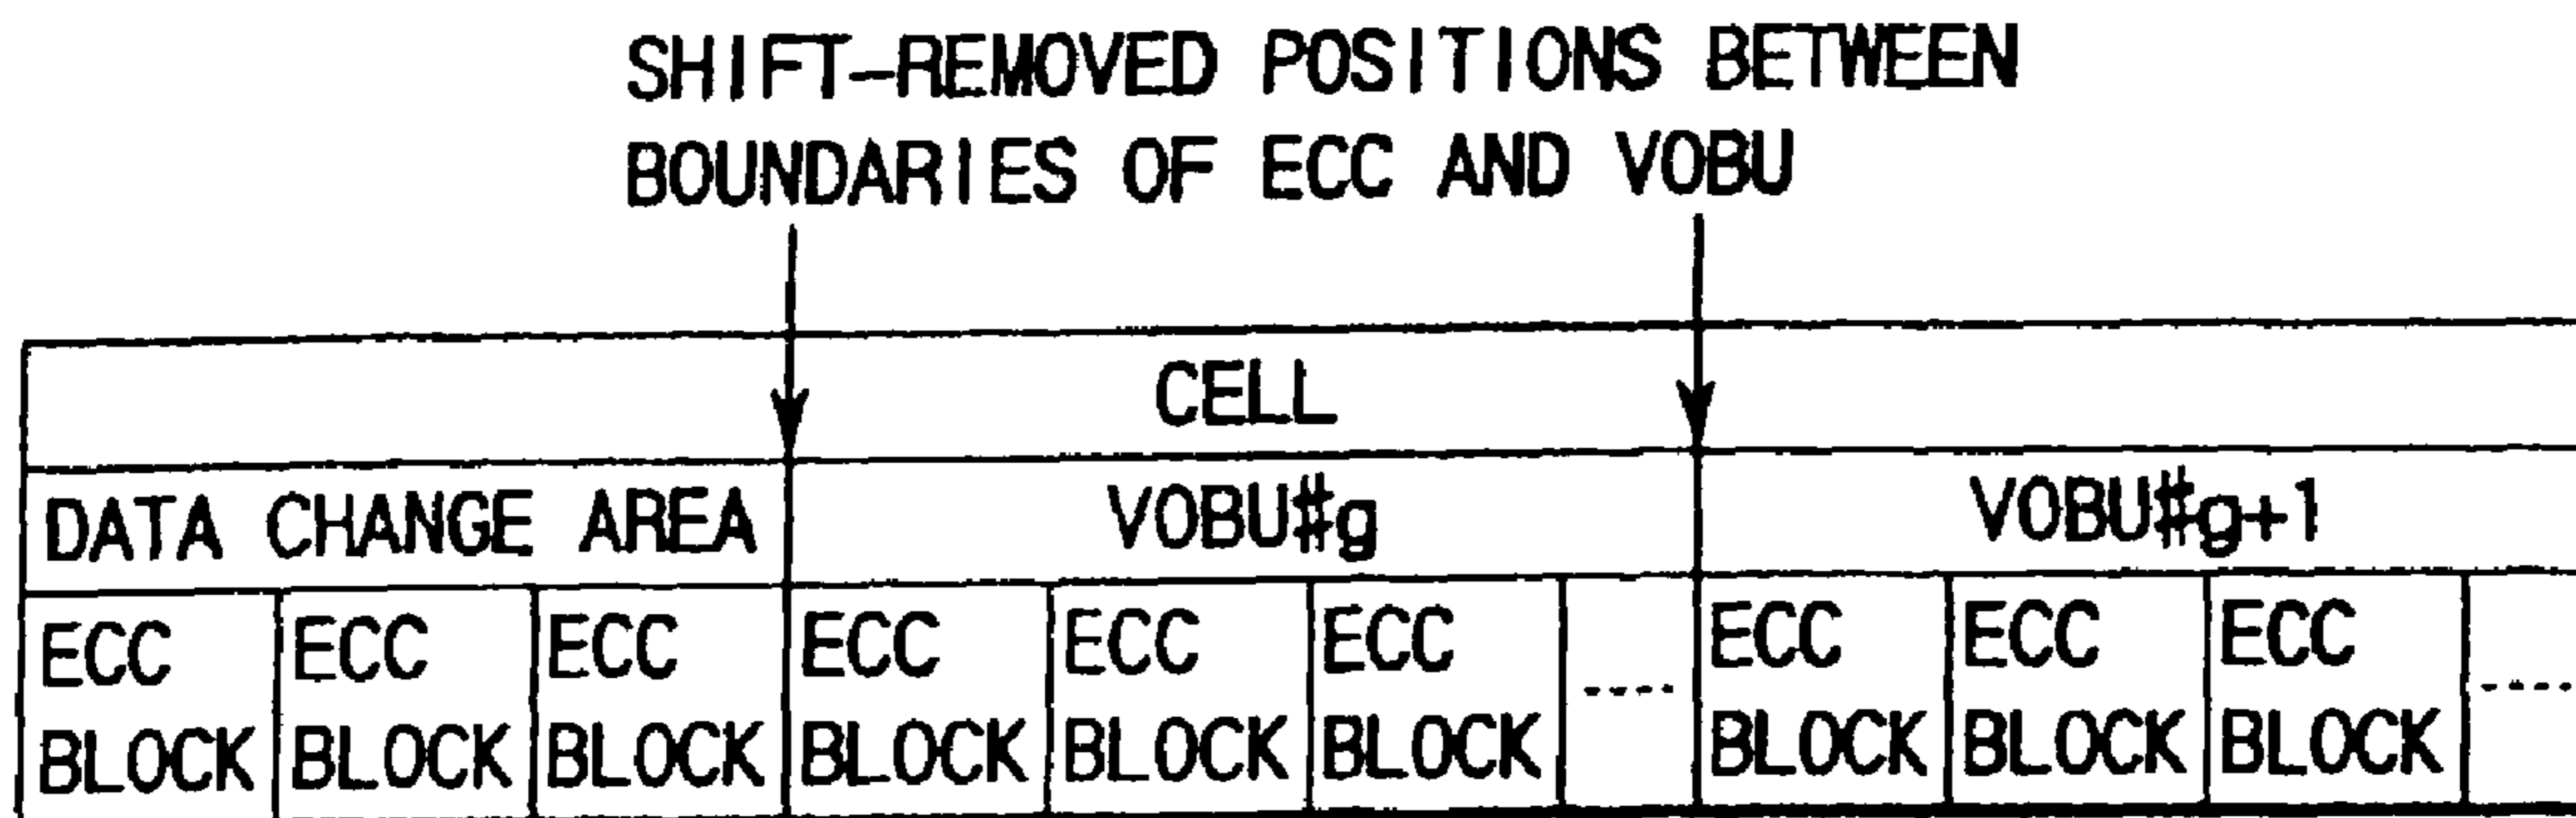 SHIFT-REMOVED POSITIONS BETWEEN
BOUNDARIES OF ECC AND VOBU
CELL
DATA CHANGE AREA VOBU#g VOBU#g+1
ECC ECC ECC ECC ECC ECC ---- ECC ECC ECC ----
BLOCK BLOCK BLOCK BLOCK BLOCK BLOCK BLOCK BLOCK BLOCK